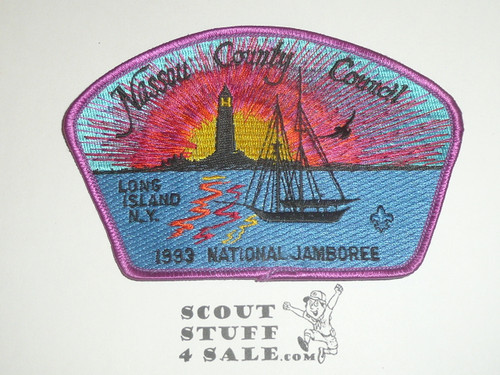 Nassau County Council
LONG
ISLAND
N.Y.
1993 NATIONAL JAMBOREE
SCOUT
STUFF
4 SALE.COM